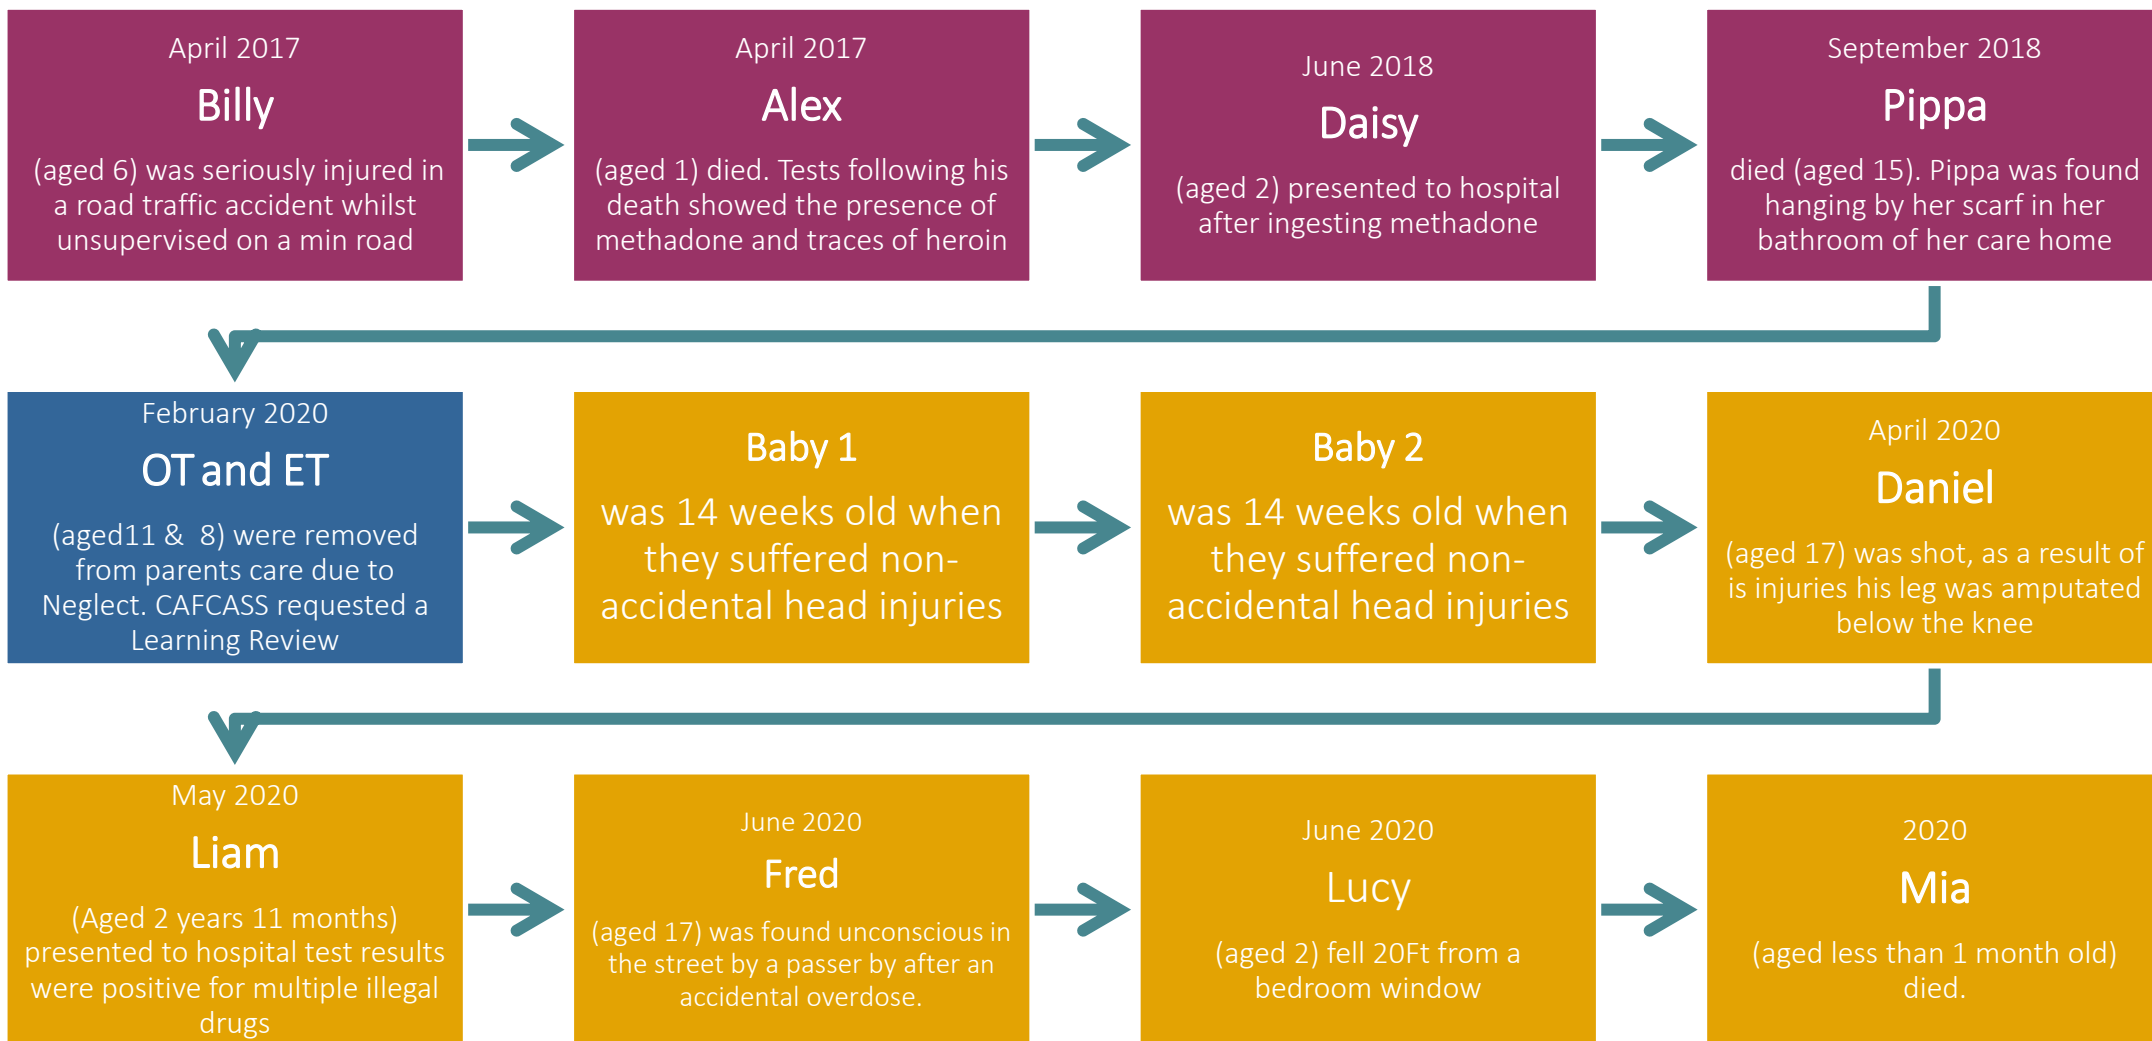 April 2017
Billy
(aged 6) was seriously injured in
a road traffic accident whilst
unsupervised on a min road
April 2017
Alex
(aged 1) died. Tests following his
death showed the presence of
methadone and traces of heroin
June 2018
Daisy
(aged 2) presented to hospital
after ingesting methadone
September 2018
Pippa
died (aged 15). Pippa was found
hanging by her scarf in her
bathroom of her care home
February 2020
OT and ET
(aged11 &  8) were removed
from parents care due to
Neglect. CAFCASS requested a
Learning Review
Baby 1
was 14 weeks old when
they suffered non-
accidental head injuries
Baby 2
was 14 weeks old when
they suffered non-
accidental head injuries
April 2020
Daniel
(aged 17) was shot, as a result of
is injuries his leg was amputated
below the knee
May 2020
Liam
(Aged 2 years 11 months)
presented to hospital test results
were positive for multiple illegal
drugs
June 2020
Fred
(aged 17) was found unconscious in
the street by a passer by after an
accidental overdose.
June 2020
Lucy
(aged 2) fell 20Ft from a
bedroom window
2020
Mia
(aged less than 1 month old)
died.